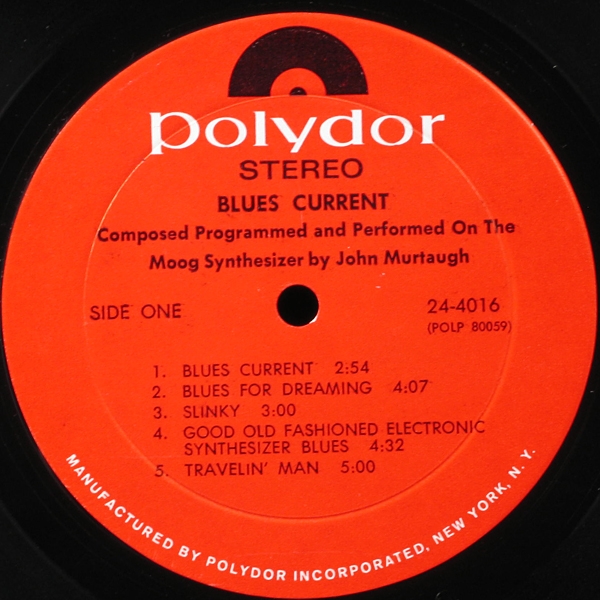 polydor
STEREO
BLUES CURRENT
Composed Programmed and Performed On The
Moog Synthesizer by John Murtaugh
SIDE ONE
24-4016
(POLP 80059)
1. BLUES CURRENT 2:54
2. BLUES FOR DREAMING 4:07
3. SLINKY 3:00
4. GOOD OLD FASHIONED ELECTRONIC
SYNTHESIZER BLUES 4:32
5. TRAVELIN' MAN 5:00
MANUFACTURED BY POLYDOR INCORPORATED, NEW YORK, N. Y.